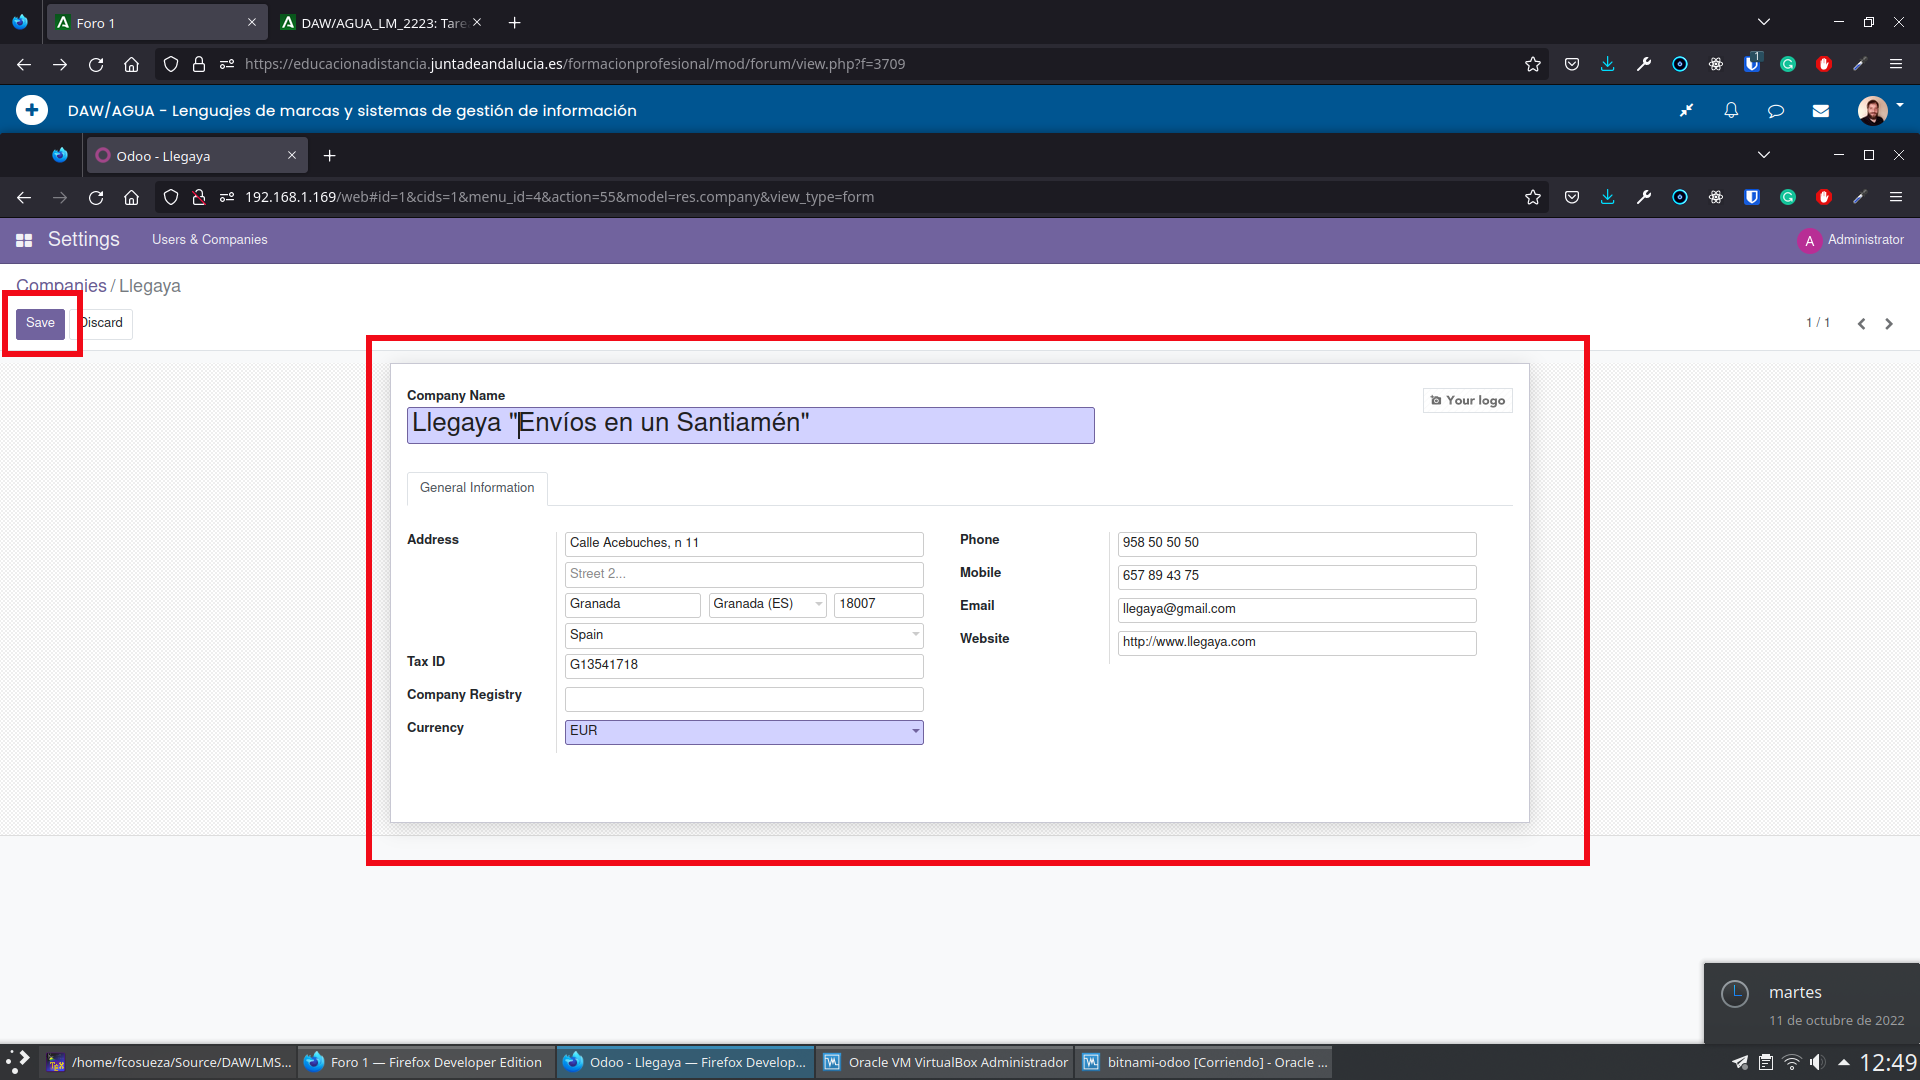 Foro 1
DAW/AGUA_LM_2223: Tare
https://educacionadistancia.juntadeandalucia.es/formacionprofesional/mod/forum/view.php?f=3709
1
DAW/AGUA - Lenguajes de marcas y sistemas de gestión de información
Odoo - Llegaya
192.168.1.169/web#id=1&cids=1&menu_id=4&action=55&model=res.company&view_type=form
Settings
Users & Companies
A Administrator
Companies / Llegaya
Save
Discard
1 / 1
Company Name
Your logo
Llegaya "Envíos en un Santiamén"
General Information
Address
Calle Acebuches, n 11
Street 2...
Granada
Granada (ES)
18007
Spain
Tax ID
G13541718
Company Registry
Currency
EUR
Phone
958 50 50 50
Mobile
657 89 43 75
Email
llegaya@gmail.com
Website
http://www.llegaya.com
martes
11 de octubre de 2022
/home/fcosueza/Source/DAW/LMS...
Foro 1 — Firefox Developer Edition
Odoo - Llegaya — Firefox Develop...
Oracle VM VirtualBox Administrador
bitnami-odoo [Corriendo] - Oracle ...
12:49